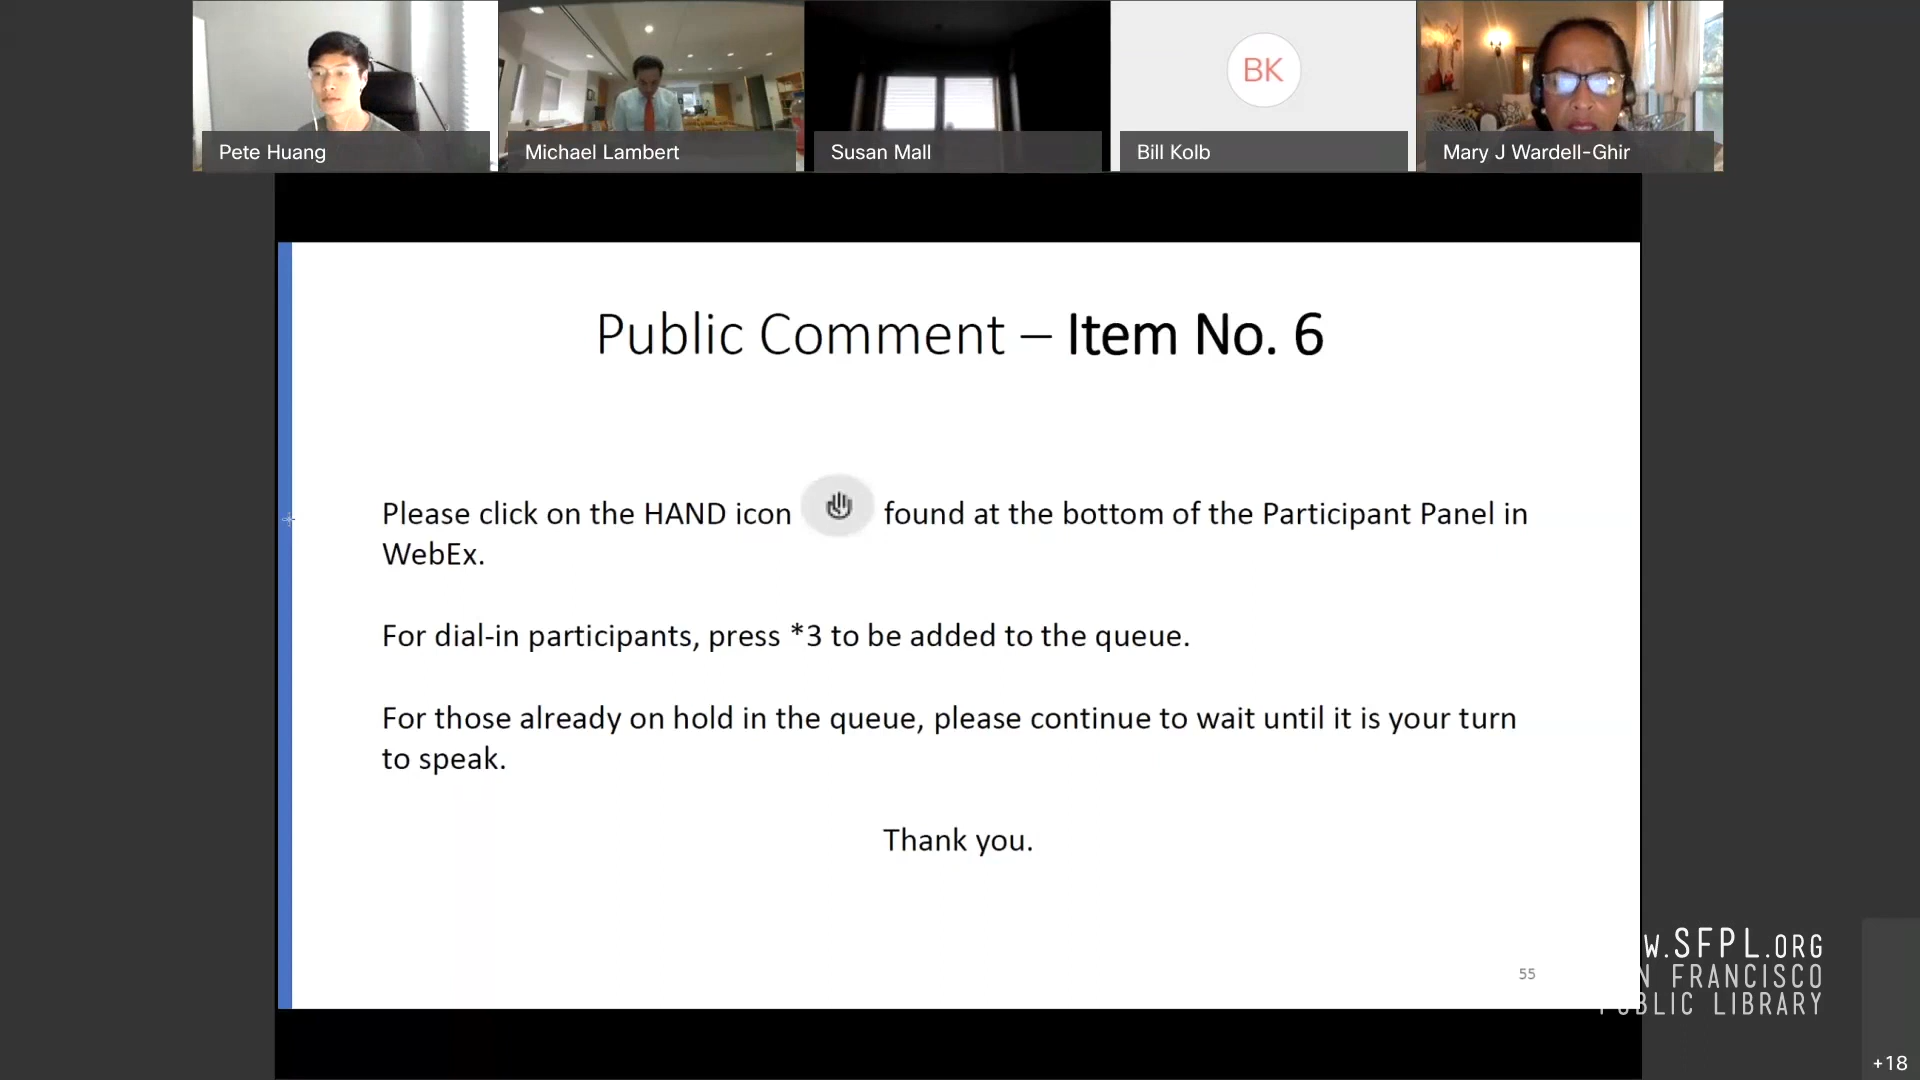 Pete Huang
Michael Lambert
Susan Mall
BK
Bill Kolb
Mary J Wardell-Ghir
Public Comment – Item No. 6
Please click on the HAND icon found at the bottom of the Participant Panel in
WebEx.
For dial-in participants, press *3 to be added to the queue.
For those already on hold in the queue, please continue to wait until it is your turn
to speak.
Thank you.
55
W.SFPL.ORG
N FRANCISCO
PUBLIC LIBRARY
+18